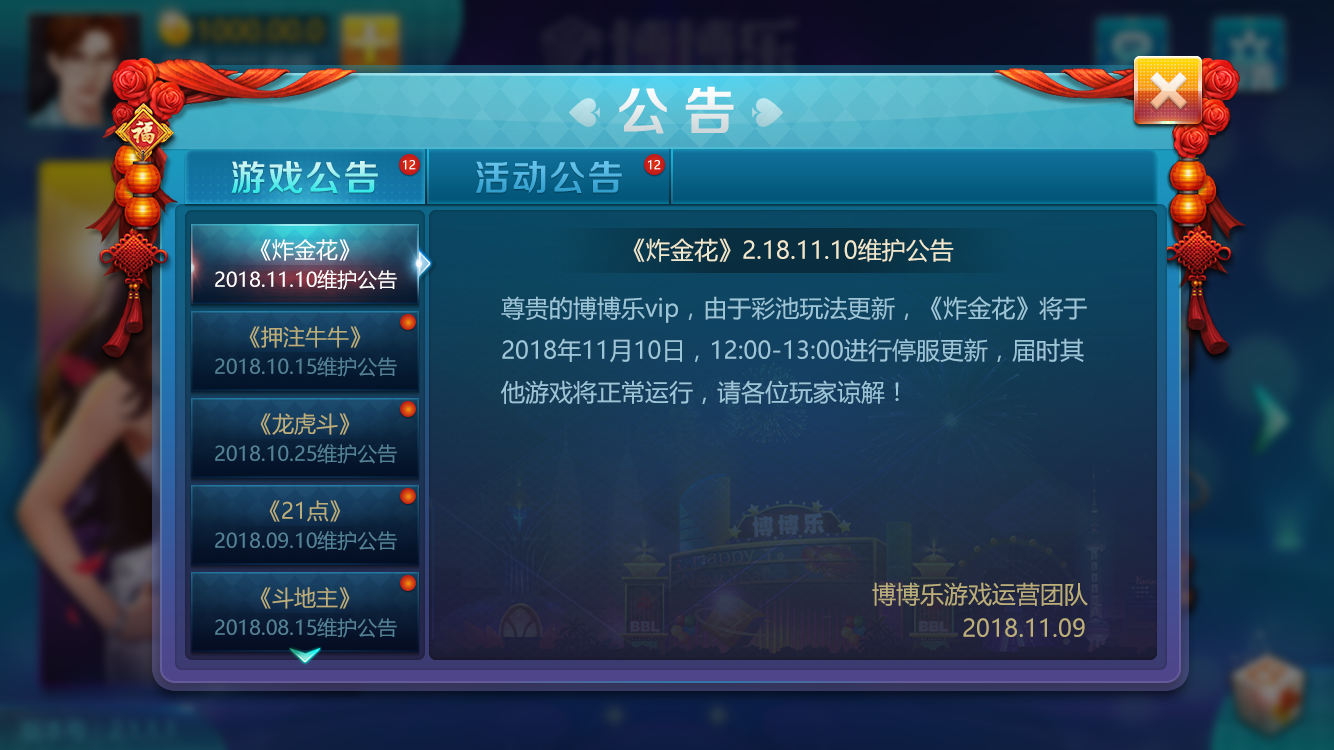 1000.00.0
博博乐
公告
福
游戏公告 12
活动公告 12
《炸金花》
2018.11.10维护公告
《押注牛牛》
2018.10.15维护公告
《龙虎斗》
2018.10.25维护公告
《21点》
2018.09.10维护公告
《斗地主》
2018.08.15维护公告
《炸金花》2.18.11.10维护公告
尊贵的博博乐vip，由于彩池玩法更新，《炸金花》将于
2018年11月10日，12:00-13:00进行停服更新，届时其
他游戏将正常运行，请各位玩家谅解！
博博乐
BBL
BBL
博博乐游戏运营团队
2018.11.09